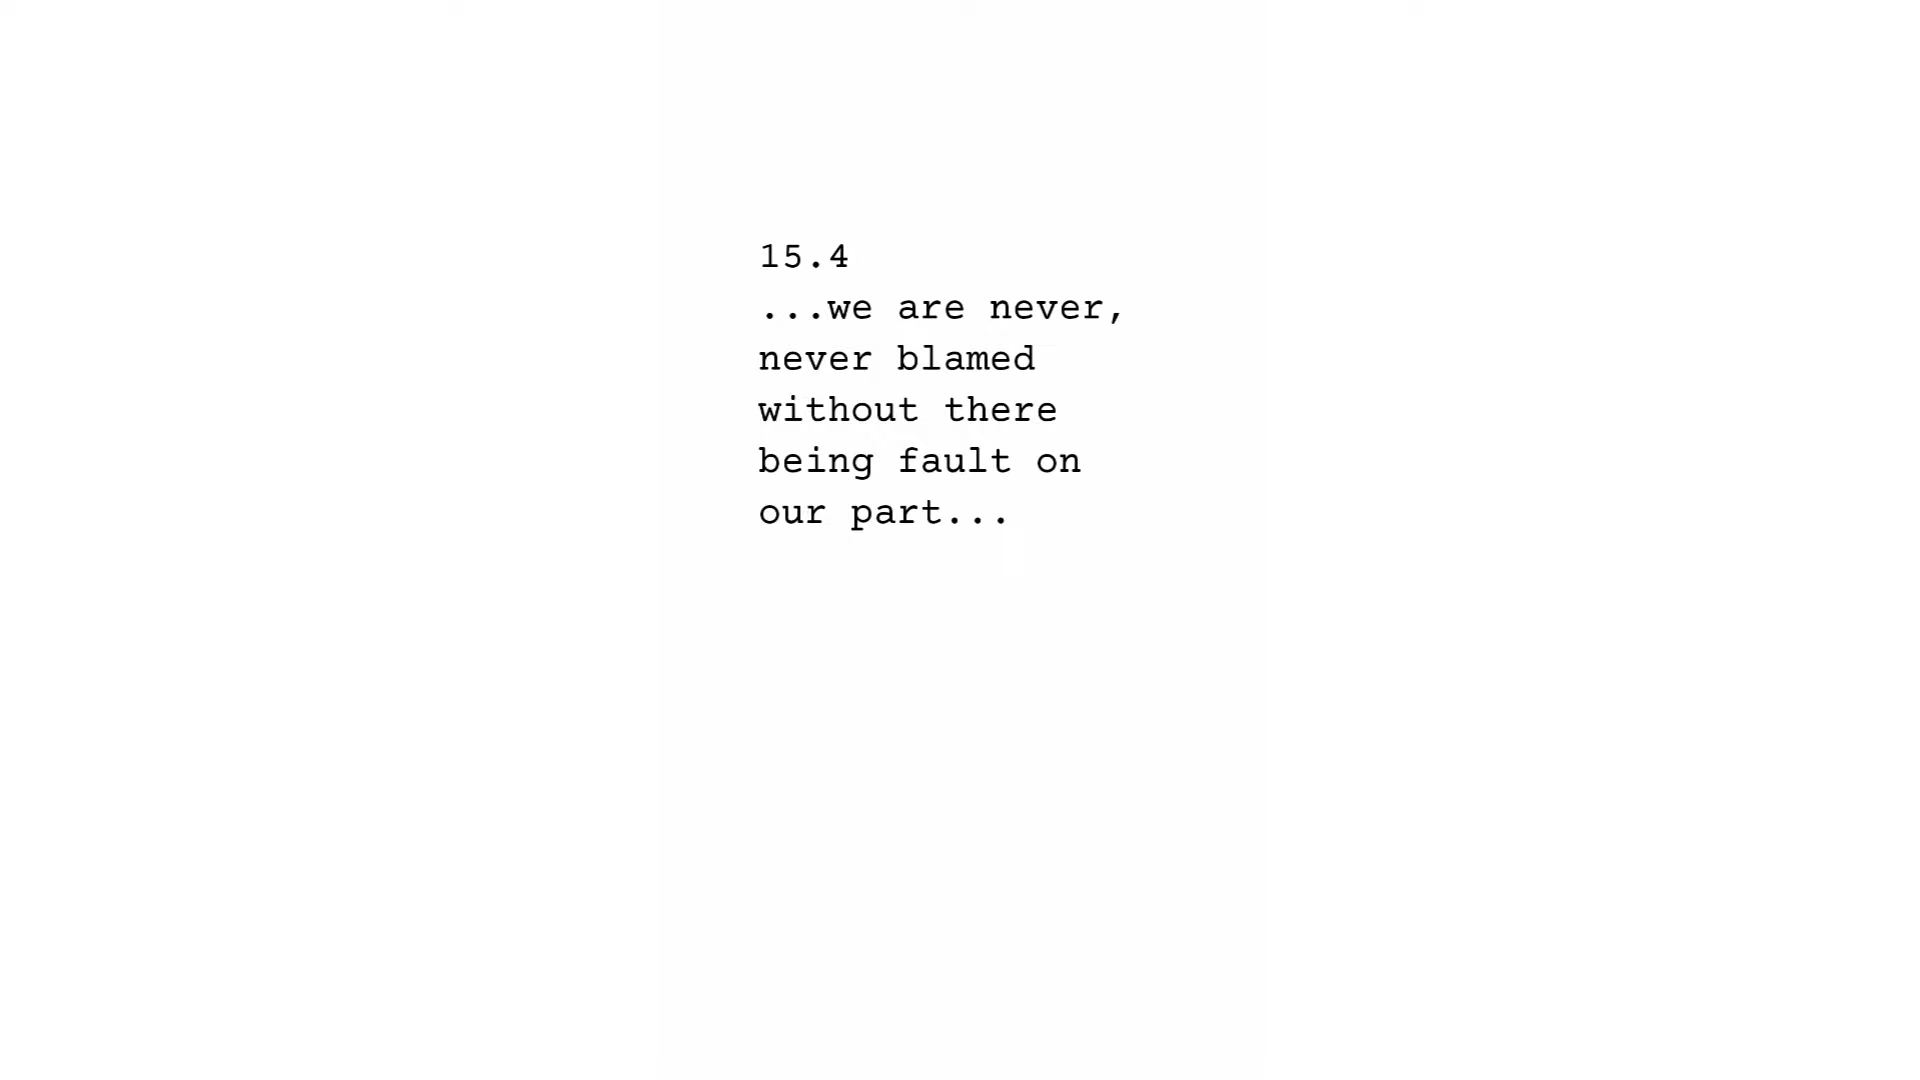 15.4
...we are never,
never blamed
without there
being fault on
our part...